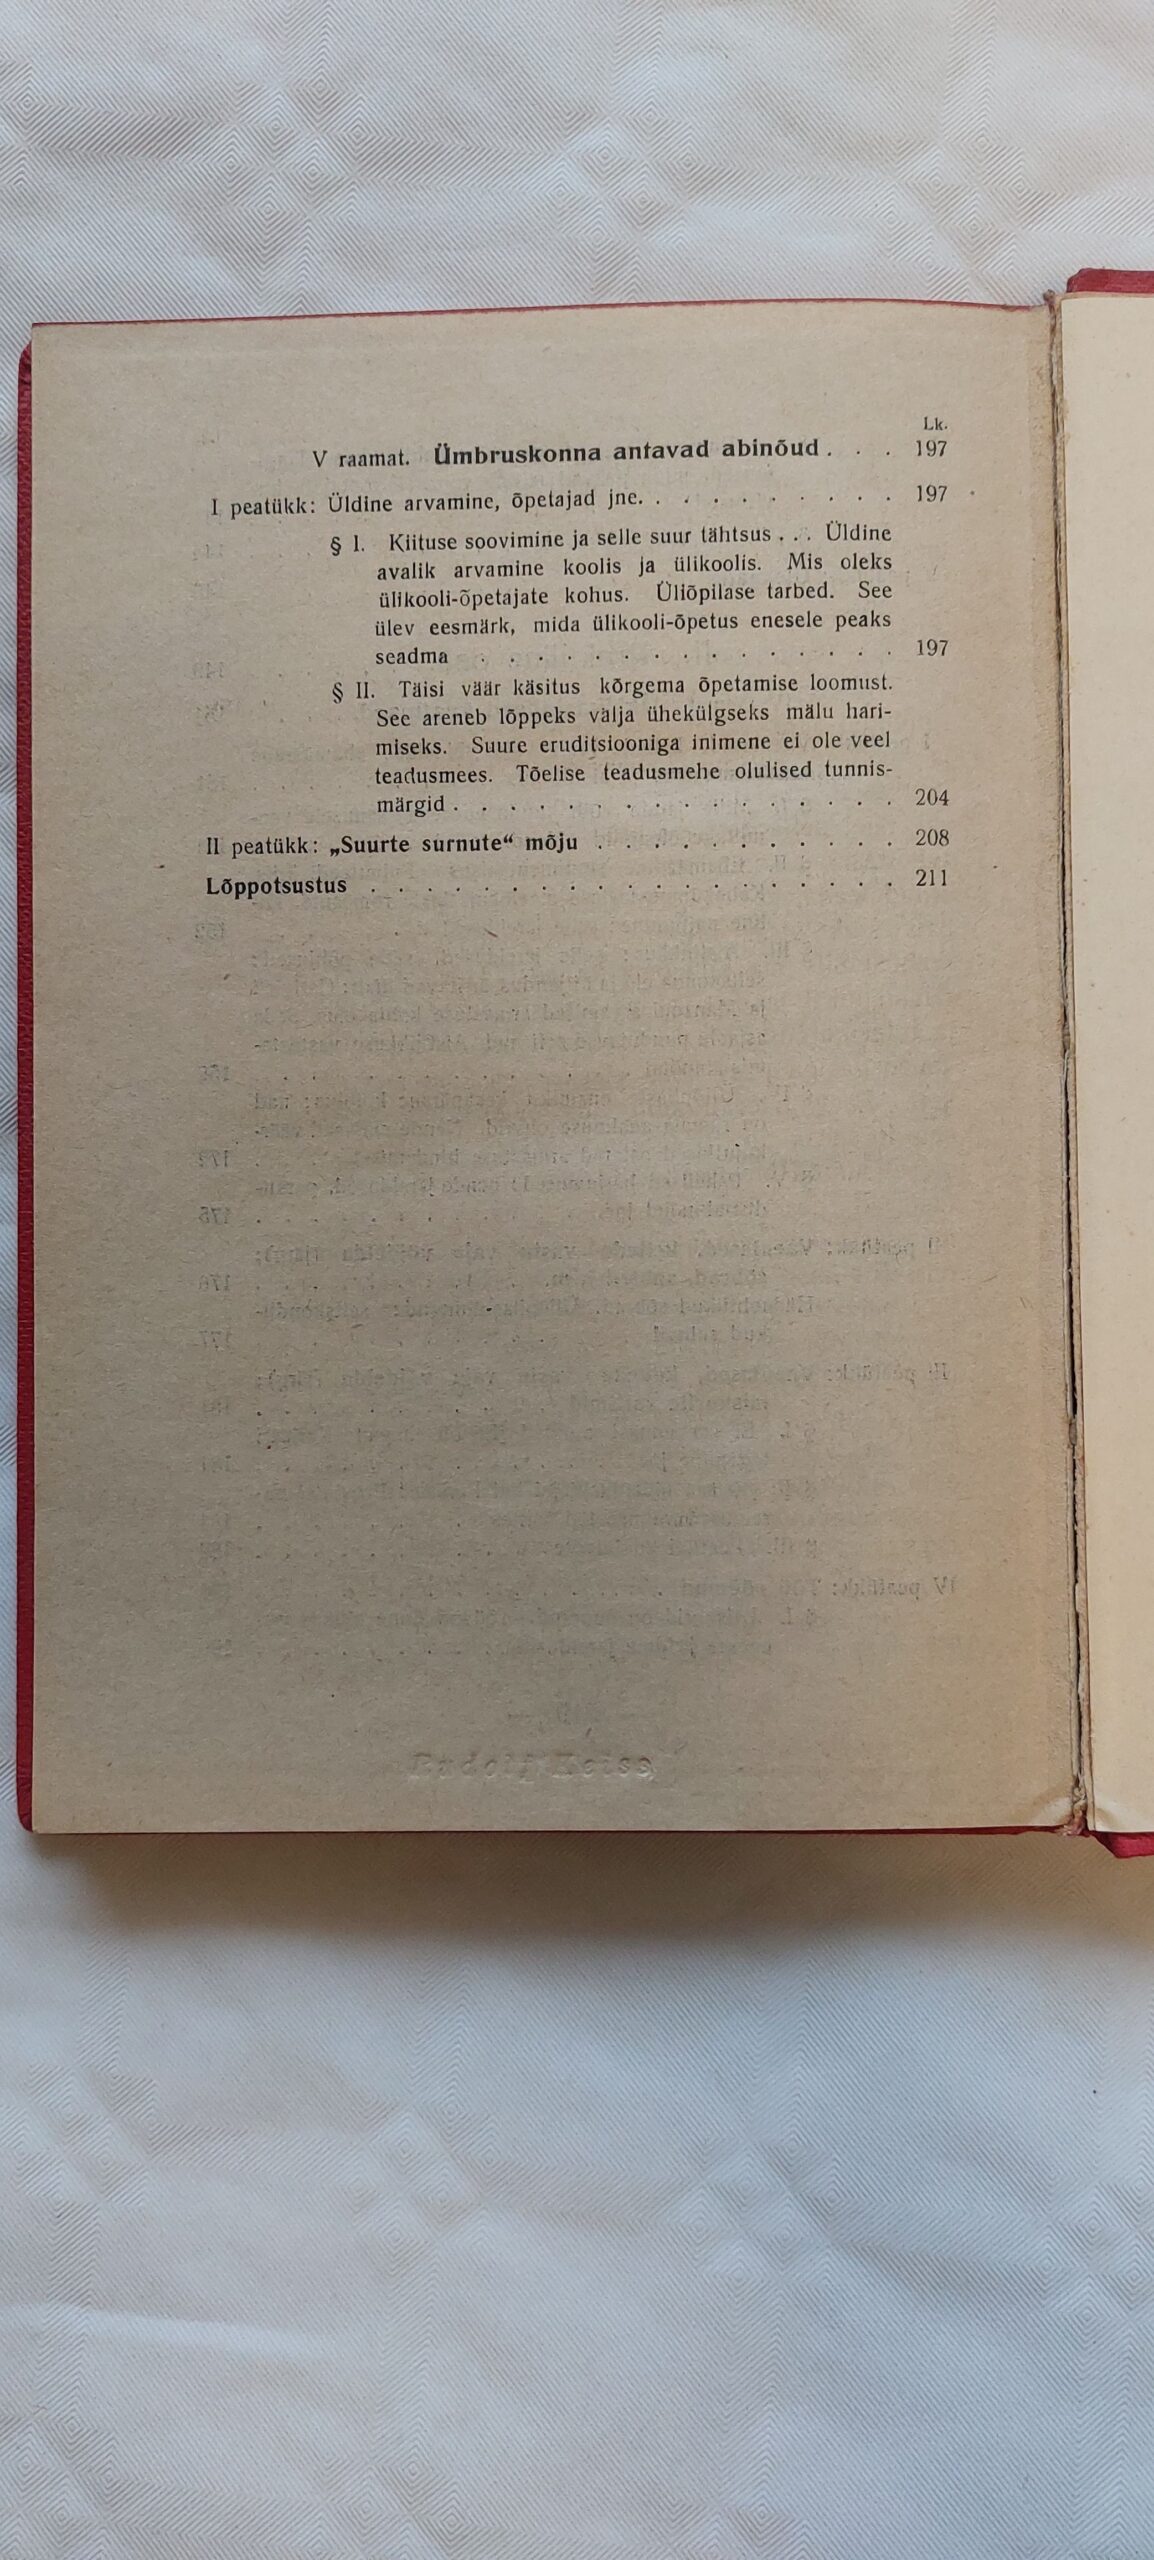 Lk.
V raamat. Ümbruskonna antavad abinõud . . . 197
I peatükk: Üldine arvamine, õpetajad jne. . . . . . . . . . 197
§ I. Kiituse soovimine ja selle suur tähtsus . . . Üldine
avalik arvamine koolis ja ülikoolis. Mis oleks
ülikooli-õpetajate kohus. Üliõpilase tarbed. See
ülev eesmärk, mida ülikooli-õpetus enesele peaks
seadma . . . . . . . . . . . . . . . 197
§ II. Täisi väär käsitus kõrgema õpetamise loomust.
See areneb lõppeks välja ühekülgseks mälu hari-
miseks. Suure eruditsiooniga inimene ei ole veel
teadusmees. Tõelise teadusmehe olulised tunnis-
märgid . . . . . . . . . . . . . . . . 204
II peatükk: „Suurte surnute“ mõju . . . . . . . . . . . 208
Lõppotsustus . . . . . . . . . . . . . . . . . . . 211
Rudolf Reiss